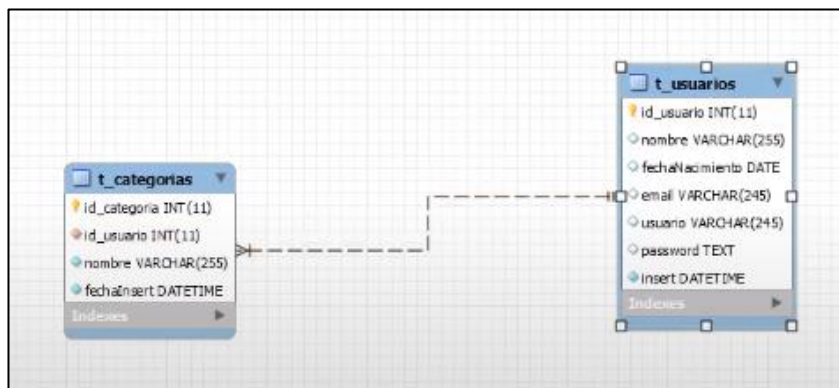 t_usuarios
id_usuario INT(11)
nombre VARCHAR(255)
fechaNacimiento DATE
email VARCHAR(245)
usuario VARCHAR(245)
password TEXT
insert DATETIME
Indexes
t_categorias
id_categoria INT(11)
id_usuario INT(11)
nombre VARCHAR(255)
fechaInsert DATETIME
Indexes